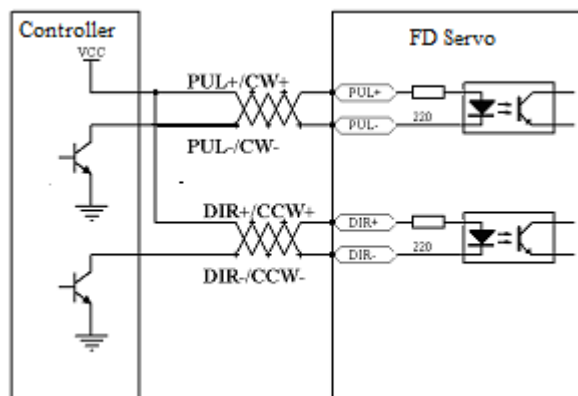 Controller
FD Servo
VCC
PUL+/CW+
PUL+
220
PUL-
PUL-/CW-
DIR+/CCW+
DIR+
220
DIR-
DIR-/CCW-